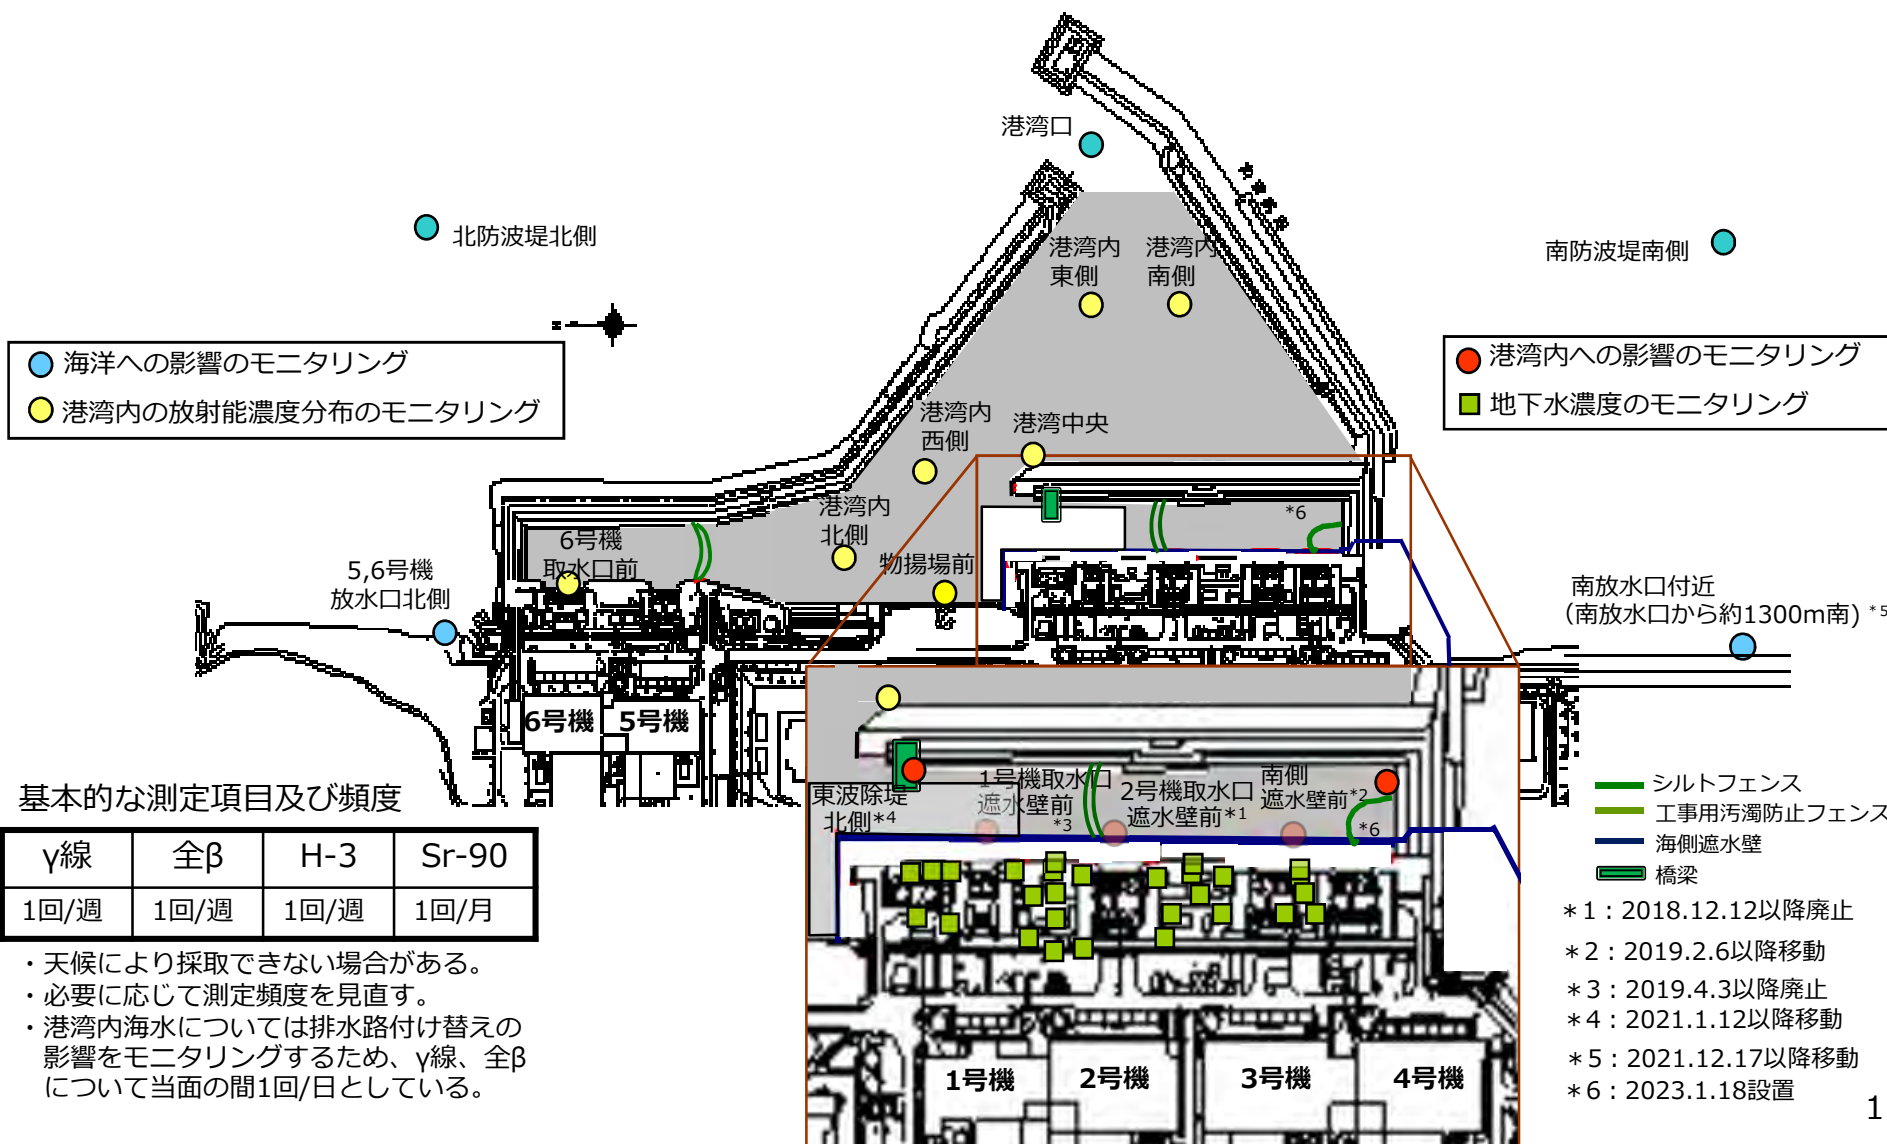 港湾口
北防波堤北側
南防波堤南側
港湾内
東側
港湾内
南側
海洋への影響のモニタリング
港湾内の放射能濃度分布のモニタリング
港湾内への影響のモニタリング
地下水濃度のモニタリング
港湾内
西側
港湾中央
港湾内
北側
物揚場前
*6
6号機
取水口前
5,6号機
放水口北側
南放水口付近
(南放水口から約1300m南) *5
6号機
5号機
1号機取水口
遮水壁前
*3
2号機取水口
遮水壁前*1
南側
遮水壁前*2
東波除堤
北側*4
*6
1号機
2号機
3号機
4号機
シルトフェンス
工事用汚濁防止フェンス
海側遮水壁
橋梁
基本的な測定項目及び頻度
γ線 全β H-3 Sr-90
1回/週 1回/週 1回/週 1回/月
・天候により採取できない場合がある。
・必要に応じて測定頻度を見直す。
・港湾内海水については排水路付け替えの
影響をモニタリングするため、γ線、全β
について当面の間1回/日としている。
＊1：2018.12.12以降廃止
＊2：2019.2.6以降移動
＊3：2019.4.3以降廃止
＊4：2021.1.12以降移動
＊5：2021.12.17以降移動
＊6：2023.1.18設置
1